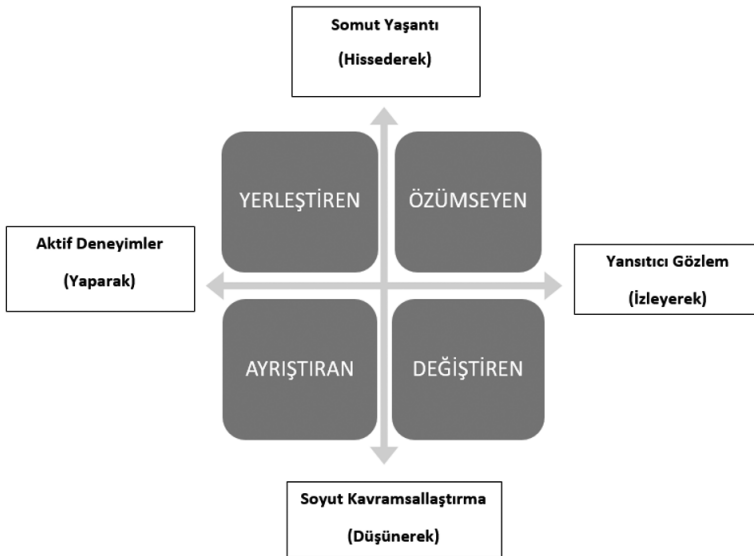 Somut Yaşantı
(Hissederek)
YERLEŞTİREN
ÖZÜMSEYEN
Aktif Deneyimler
(Yaparak)
Yansıtıcı Gözlem
(İzleyerek)
AYRIŞTIRAN
DEĞİŞTİREN
Soyut Kavramsallaştırma
(Düşünerek)